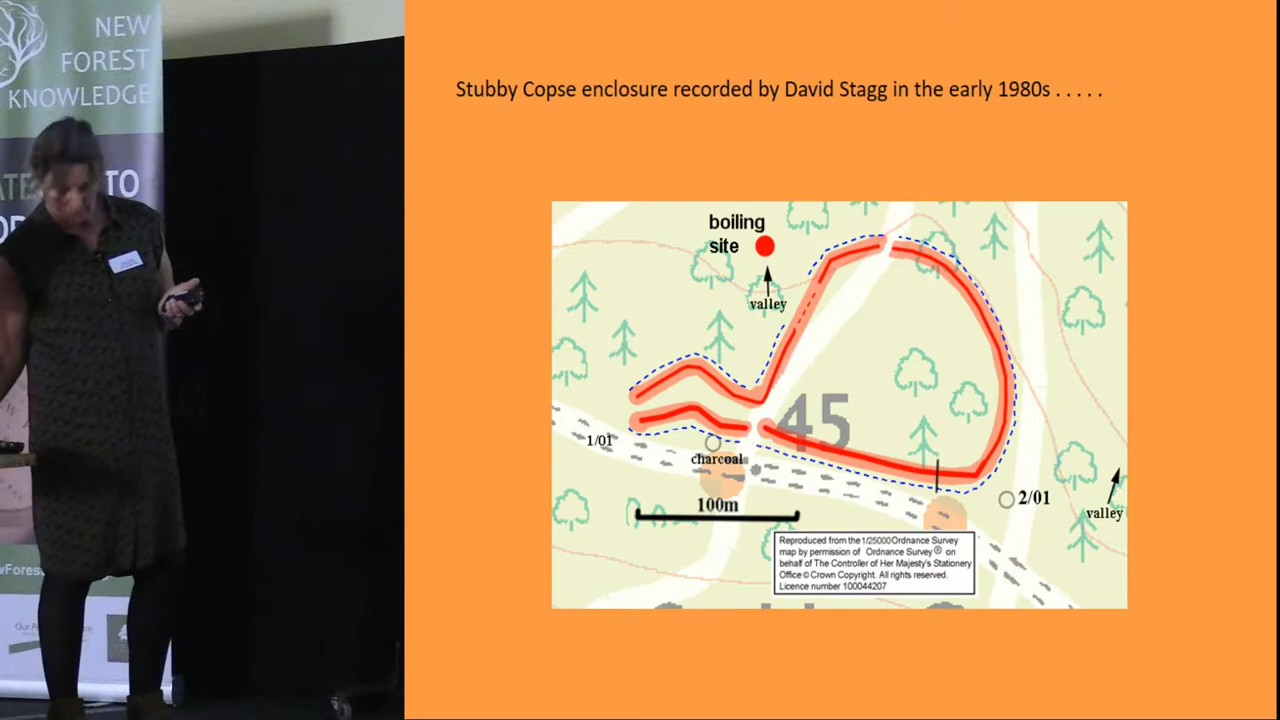 NEW
FOREST
KNOWLEDGE
TO
Stubby Copse enclosure recorded by David Stagg in the early 1980s . . . . .
boiling
site
valley
45
1/01
charcoal
100m
2/01
valley
Reproduced from the 1/25000 Ordnance Survey
map by permission of Ordnance Survey® on
behalf of The Controller of Her Majesty's Stationery
Office © Crown Copyright. All rights reserved.
Licence number 100044207